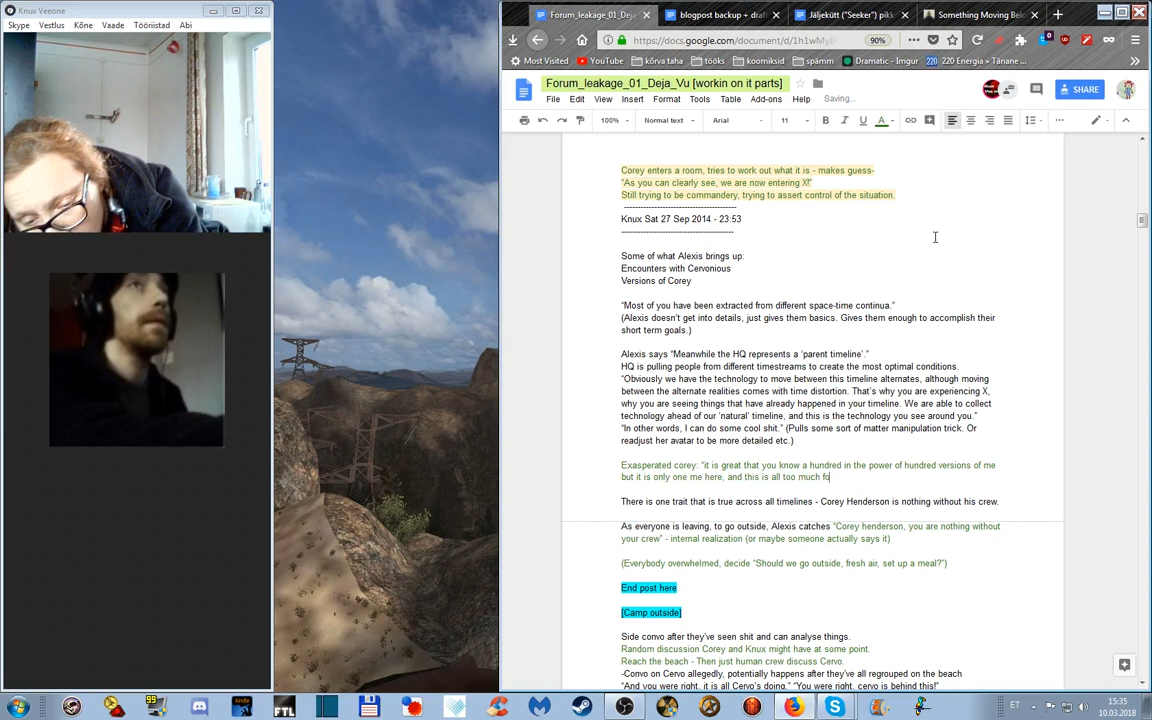 Knux Veeone
Skype Vestlus Kõne Vaade Tööriistad Abi
Forum_leakage_01_Deja_
blogpost backup + draf
Jäljekütt ("Seeker") pikk
Something Moving Bel
https://docs.google.com/document/d/1h1wMyB
90%
Most Visited YouTube kõrva taha tööks koomiksid spämm Dramatic - Imgur 220 Energia » Tänane ...
Forum_leakage_01_Deja_Vu [workin on it parts]
File Edit View Insert Format Tools Table Add-ons Help Saving...
SHARE
100% Normal text Arial 11
Corey enters a room, tries to work out what it is - makes guess-
“As you can clearly see, we are now entering X!”
Still trying to be commandery, trying to assert control of the situation.
----------------------------------------
Knux Sat 27 Sep 2014 - 23:53
----------------------------------------
Some of what Alexis brings up:
Encounters with Cervonious
Versions of Corey
“Most of you have been extracted from different space-time continua.”
(Alexis doesn’t get into details, just gives them basics. Gives them enough to accomplish their
short term goals.)
Alexis says “Meanwhile the HQ represents a ‘parent timeline’.”
HQ is pulling people from different timestreams to create the most optimal conditions.
“Obviously we have the technology to move between this timeline alternates, although moving
between the alternate realities comes with time distortion. That’s why you are experiencing X,
why you are seeing things that have already happened in your timeline. We are able to collect
technology ahead of our ‘natural’ timeline, and this is the technology you see around you.”
“In other words, I can do some cool shit.” (Pulls some sort of matter manipulation trick. Or
readjust her avatar to be more detailed etc.)
Exasperated corey: “it is great that you know a hundred in the power of hundred versions of me
but it is only one me here, and this is all too much fo
There is one trait that is true across all timelines - Corey Henderson is nothing without his crew.
As everyone is leaving, to go outside, Alexis catches “Corey henderson, you are nothing without
your crew” - internal realization (or maybe someone actually says it)
(Everybody overwhelmed, decide “Should we go outside, fresh air, set up a meal?”)
End post here
[Camp outside]
Side convo after they’ve seen shit and can analyse things.
Random discussion Corey and Knux might have at some point.
Reach the beach - Then just human crew discuss Cervo.
-Convo on Cervo allegedly, potentially happens after they’ve all regrouped on the beach
“And you were right, it is all Cervo’s doing.” “You were right, cervo is behind this!”
99
FTL
ET
15:35
10.03.2018